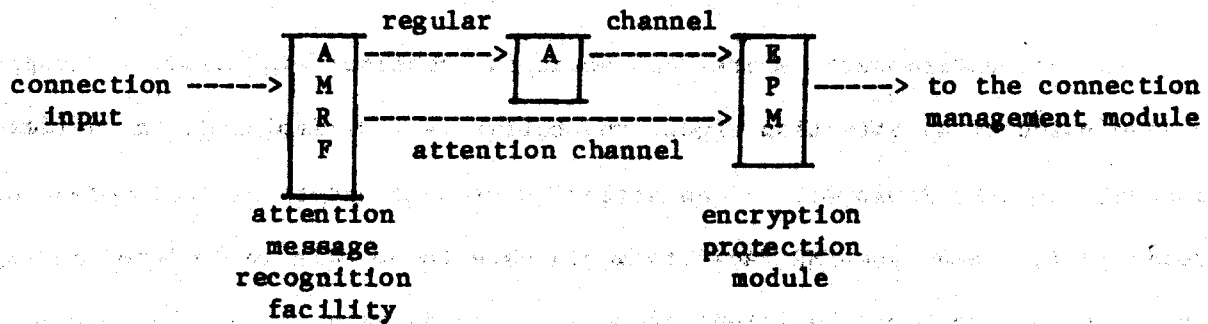 regular channel
A A E
connection -----> M -----> P -----> to the connection
input R M management module
F attention channel
attention encryption
message protection
recognition module
facility